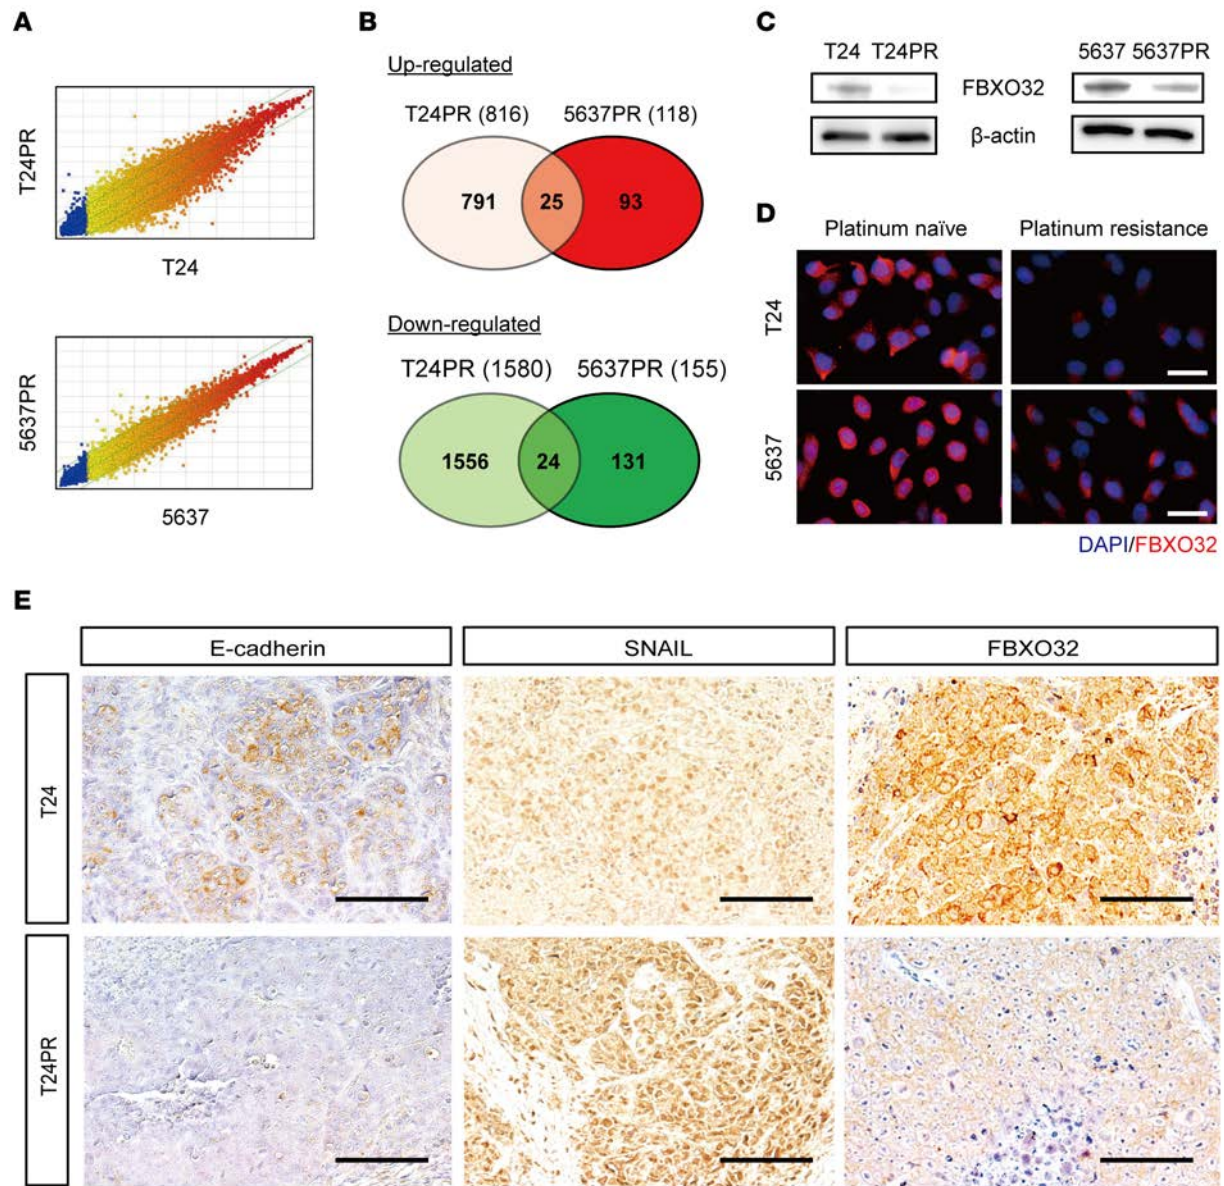 A
T24PR
T24
5637PR
5637
B
Up-regulated
T24PR (816) 5637PR (118)
791 25 93
Down-regulated
T24PR (1580) 5637PR (155)
1556 24 131
C
T24 T24PR 5637 5637PR
FBXO32
β-actin
D
Platinum naïve Platinum resistance
T24
5637
DAPI/FBXO32
E
E-cadherin SNAIL FBXO32
T24
T24PR